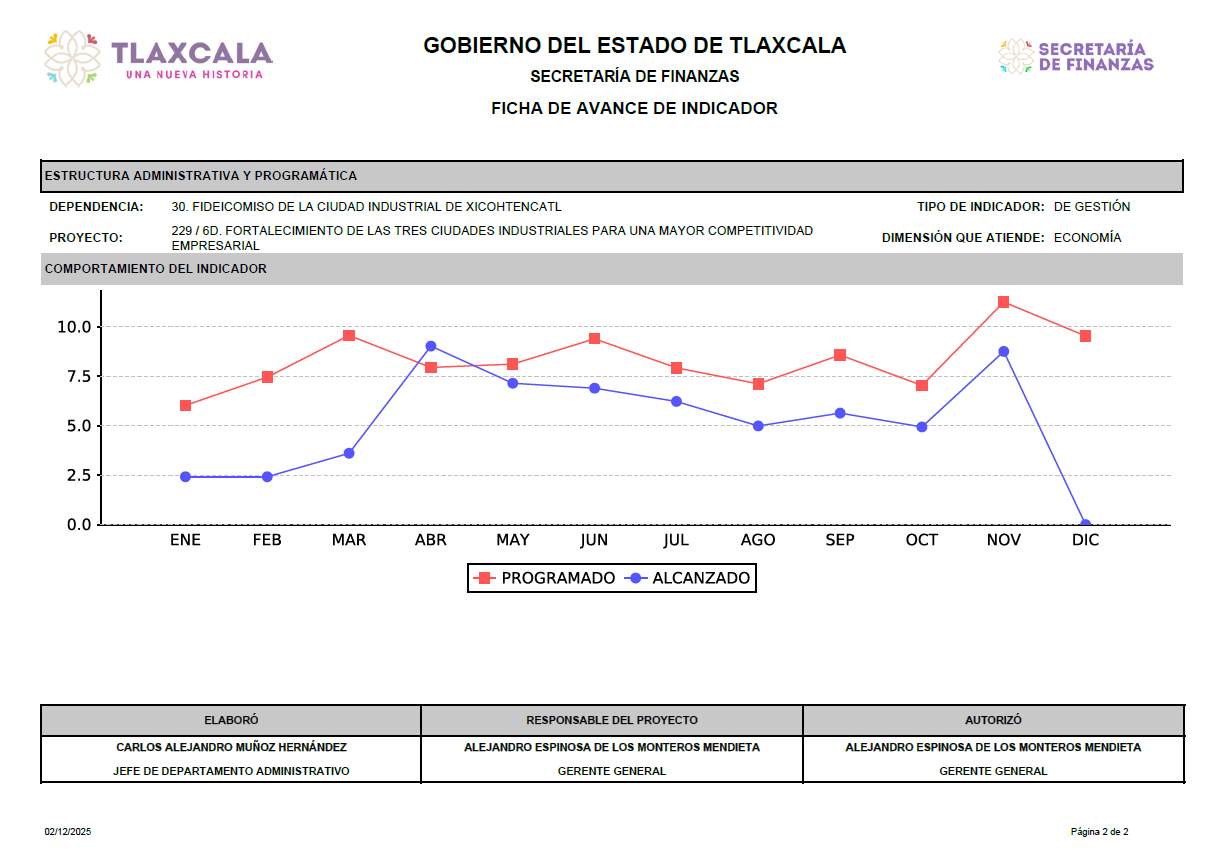 TLAXCALA
UNA NUEVA HISTORIA
GOBIERNO DEL ESTADO DE TLAXCALA
SECRETARÍA DE FINANZAS
FICHA DE AVANCE DE INDICADOR
SECRETARÍA
DE FINANZAS
ESTRUCTURA ADMINISTRATIVA Y PROGRAMÁTICA
DEPENDENCIA: 30. FIDEICOMISO DE LA CIUDAD INDUSTRIAL DE XICOHTENCATL TIPO DE INDICADOR: DE GESTIÓN
PROYECTO: 229 / 6D. FORTALECIMIENTO DE LAS TRES CIUDADES INDUSTRIALES PARA UNA MAYOR COMPETITIVIDAD
EMPRESARIAL
DIMENSIÓN QUE ATIENDE: ECONOMÍA
COMPORTAMIENTO DEL INDICADOR
10.0
7.5
5.0
2.5
0.0
ENE FEB MAR ABR MAY JUN JUL AGO SEP OCT NOV DIC
PROGRAMADO ALCANZADO
ELABORÓ RESPONSABLE DEL PROYECTO AUTORIZÓ
CARLOS ALEJANDRO MUÑOZ HERNÁNDEZ ALEJANDRO ESPINOSA DE LOS MONTEROS MENDIETA ALEJANDRO ESPINOSA DE LOS MONTEROS MENDIETA
JEFE DE DEPARTAMENTO ADMINISTRATIVO GERENTE GENERAL GERENTE GENERAL
02/12/2025 Página 2 de 2